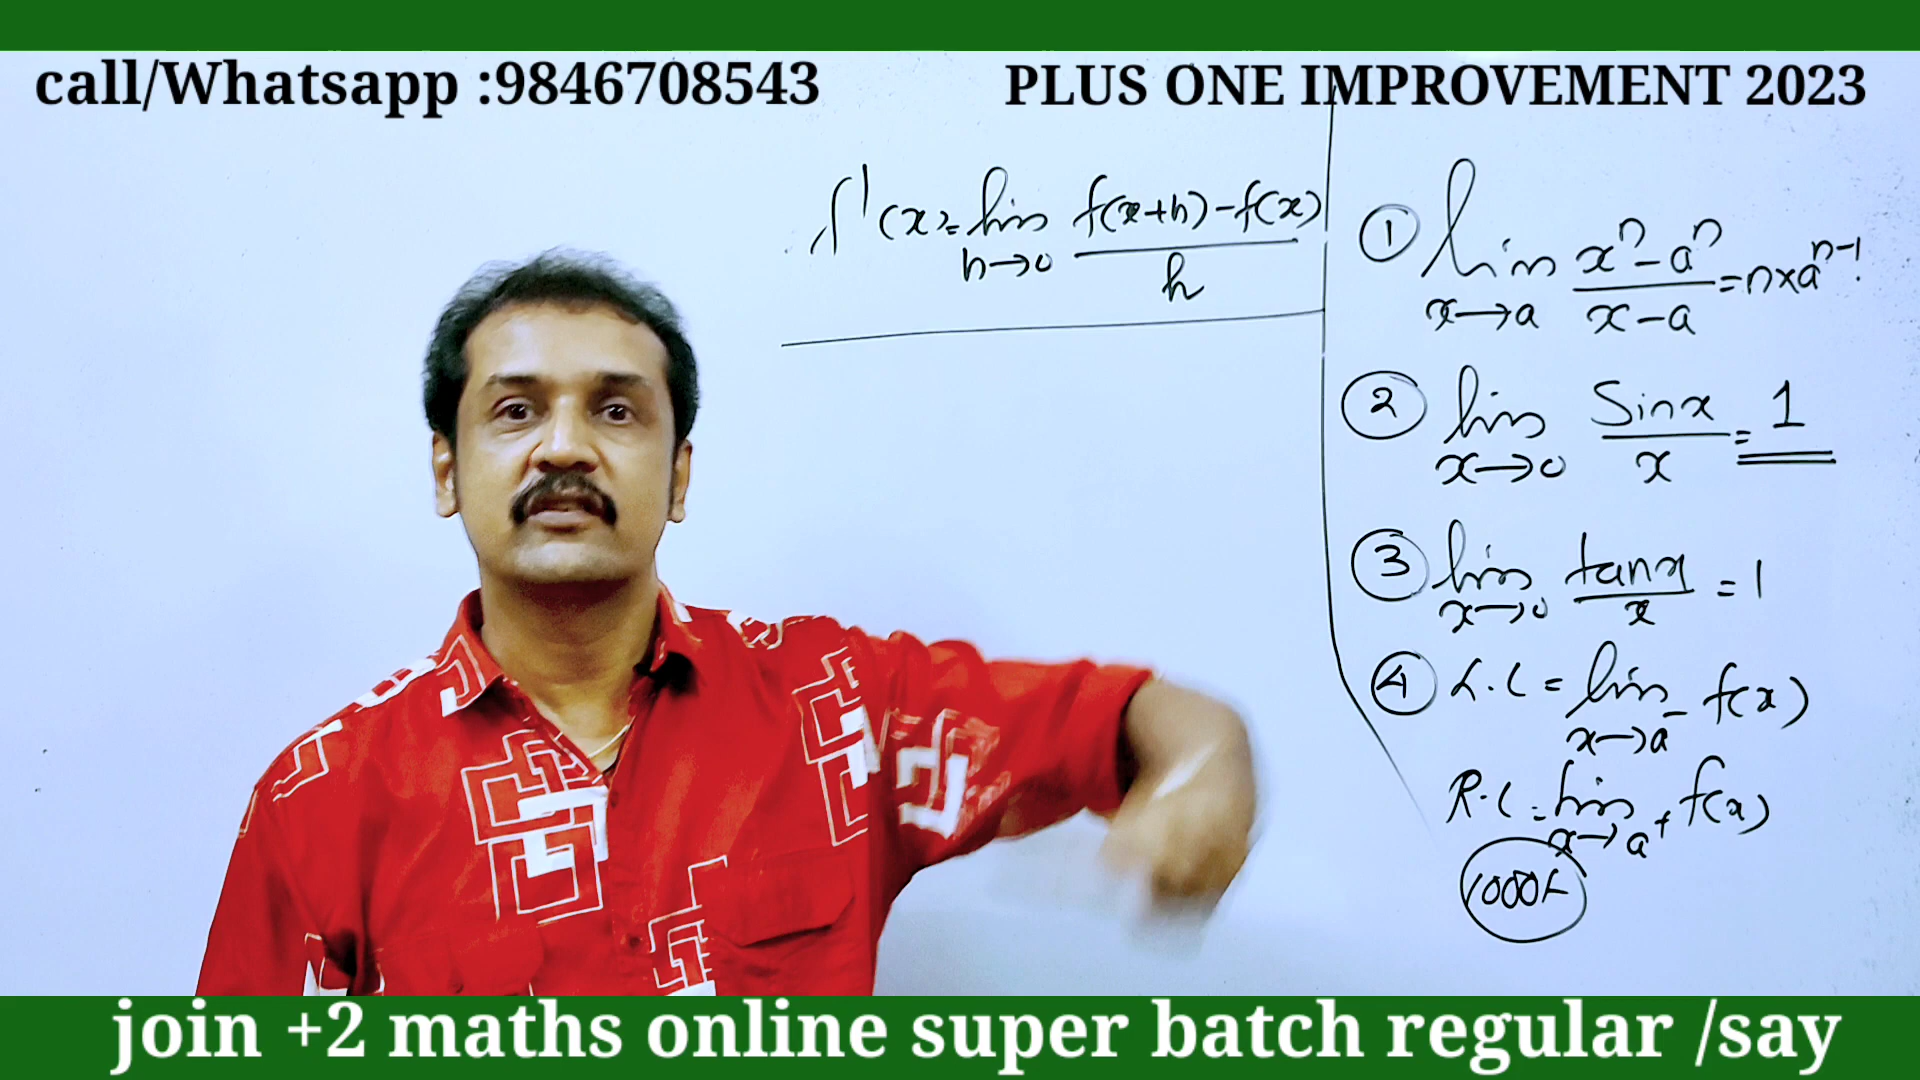 call/Whatsapp :9846708543
PLUS ONE IMPROVEMENT 2023
f'(x)= lim h→0 f(x+h)-f(x) / h
① lim x→a xⁿ-aⁿ / x-a = n×aⁿ⁻¹
② lim x→0 Sinx / x = 1
③ lim x→0 tanx / x = 1
④ L.L = lim x→a⁻ f(x)
R.L = lim x→a⁺ f(x)
join +2 maths online super batch regular /say